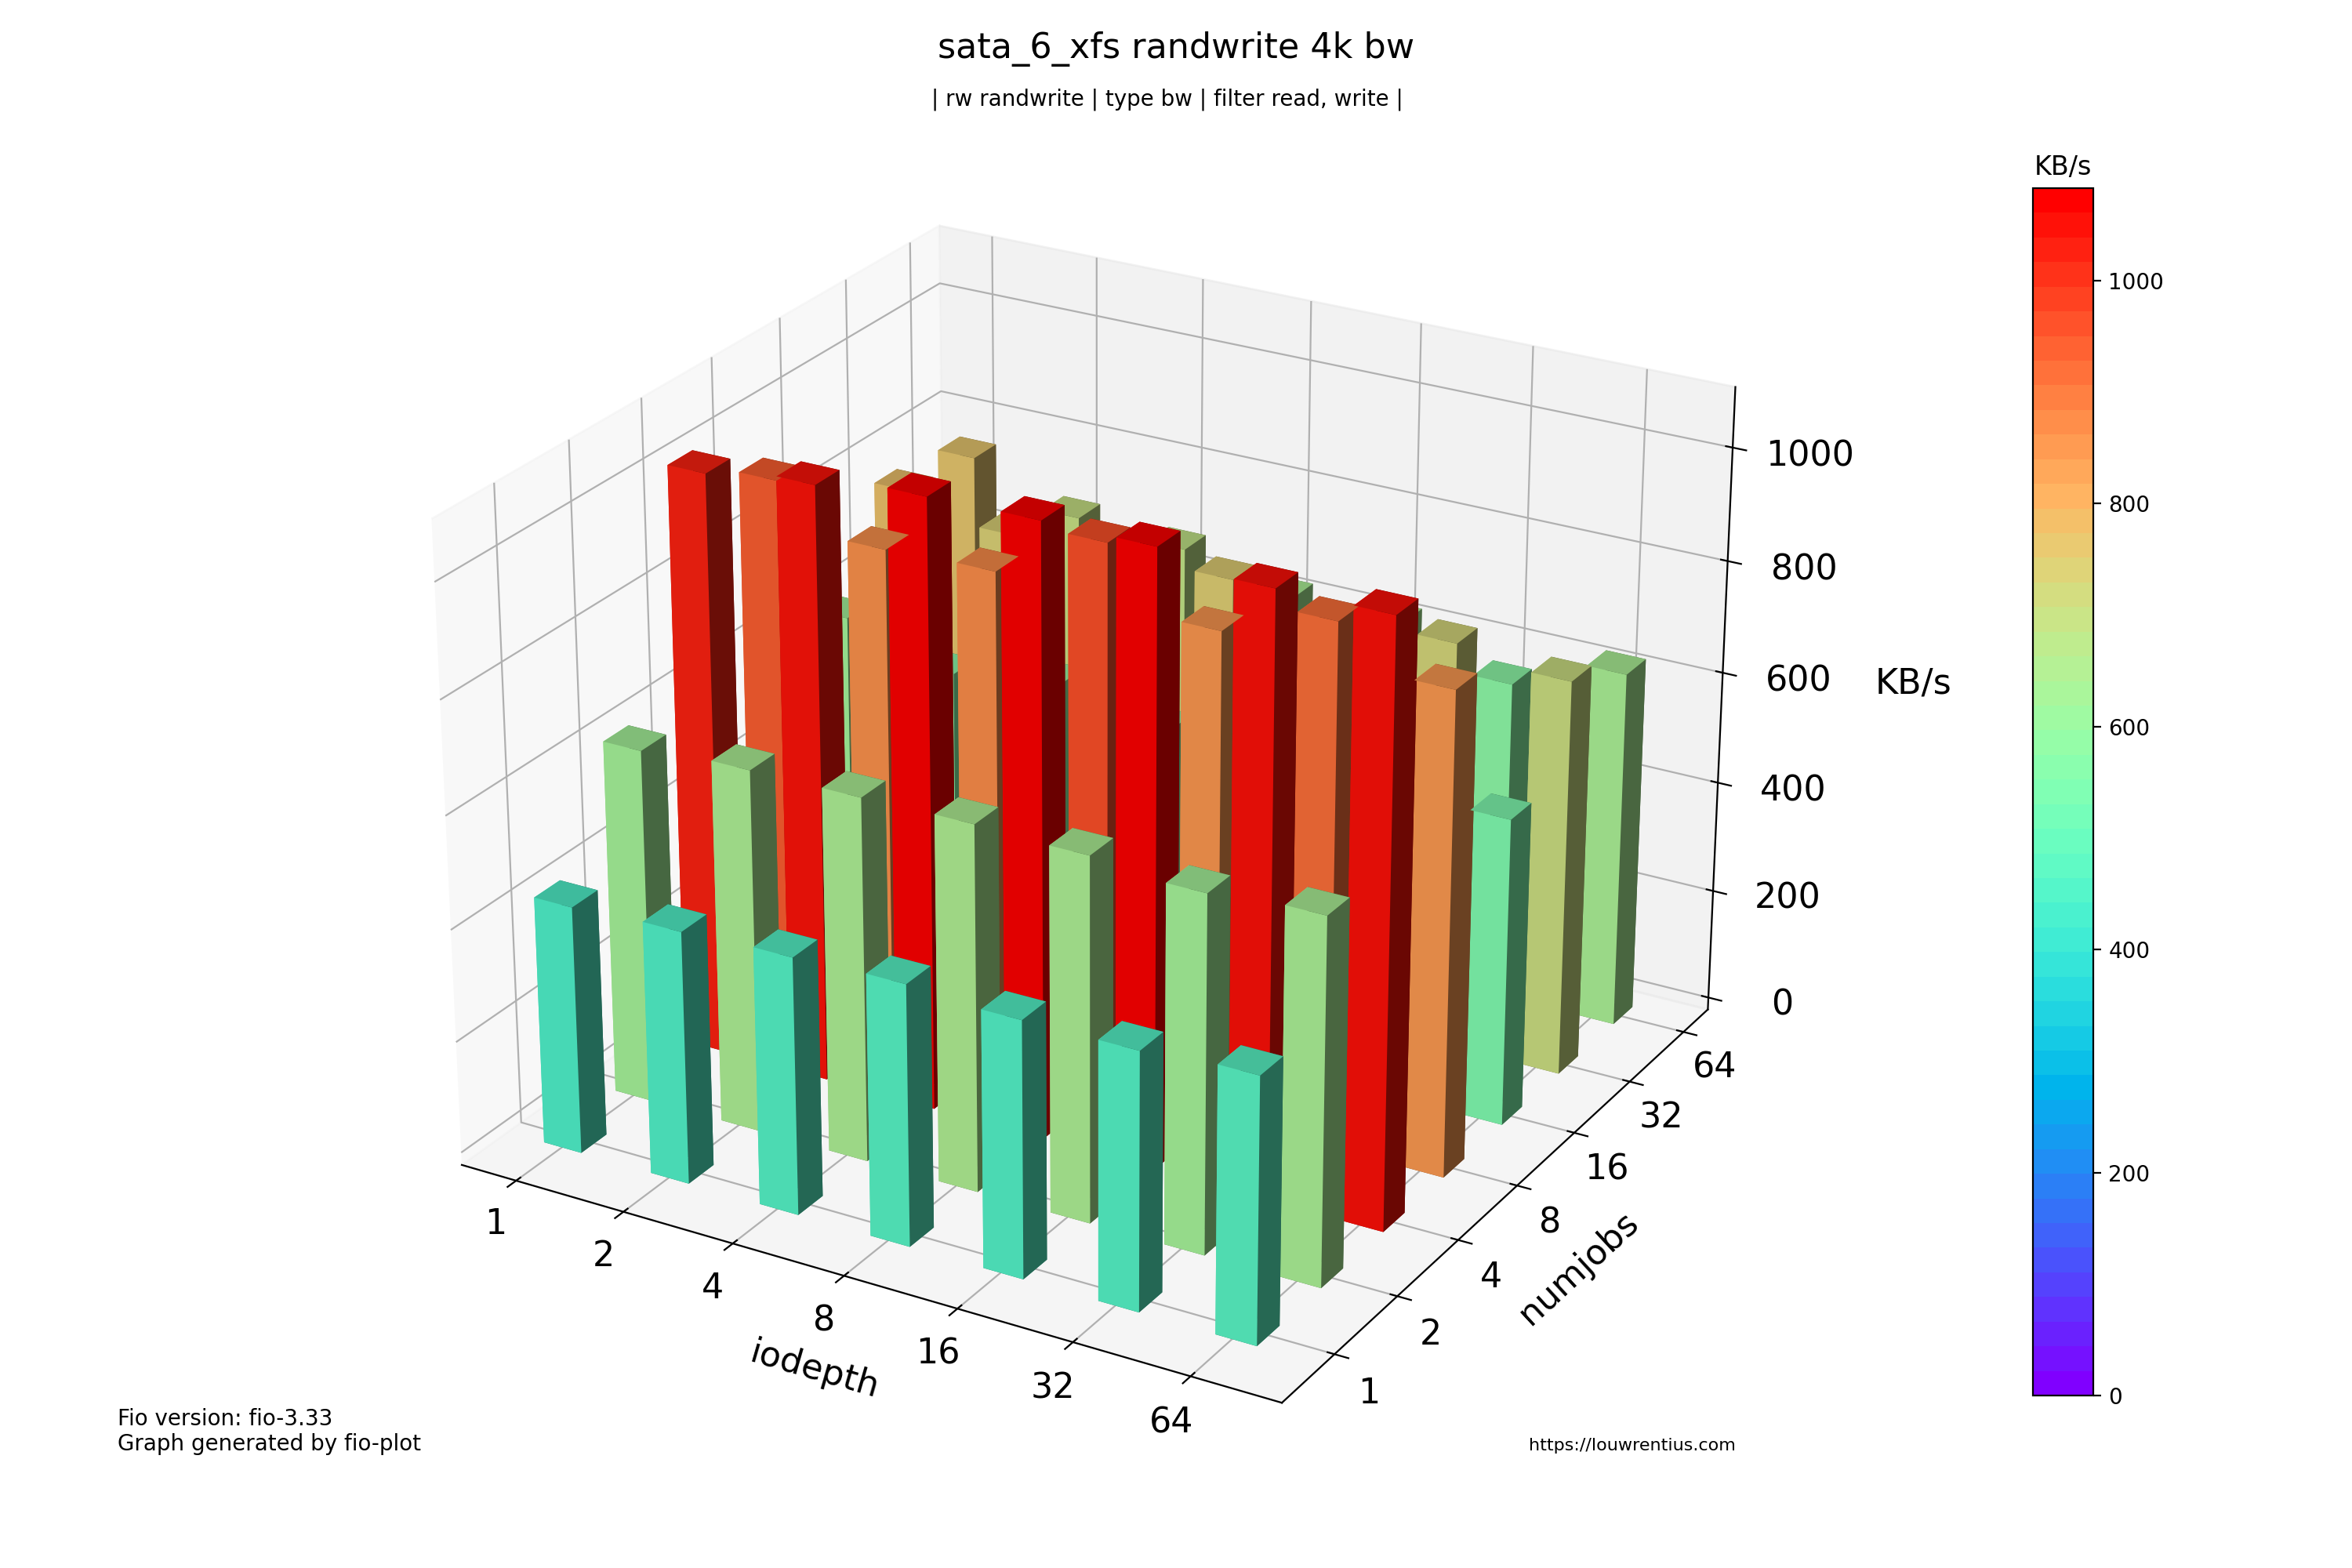 sata_6_xfs randwrite 4k bw
| rw randwrite | type bw | filter read, write |
KB/s
1000
800
600
400
200
0
1000
800
600
400
200
0
KB/s
64
32
16
8
4
2
1
numjobs
1
2
4
8
16
32
64
iodepth
Fio version: fio-3.33
Graph generated by fio-plot
https://louwrentius.com